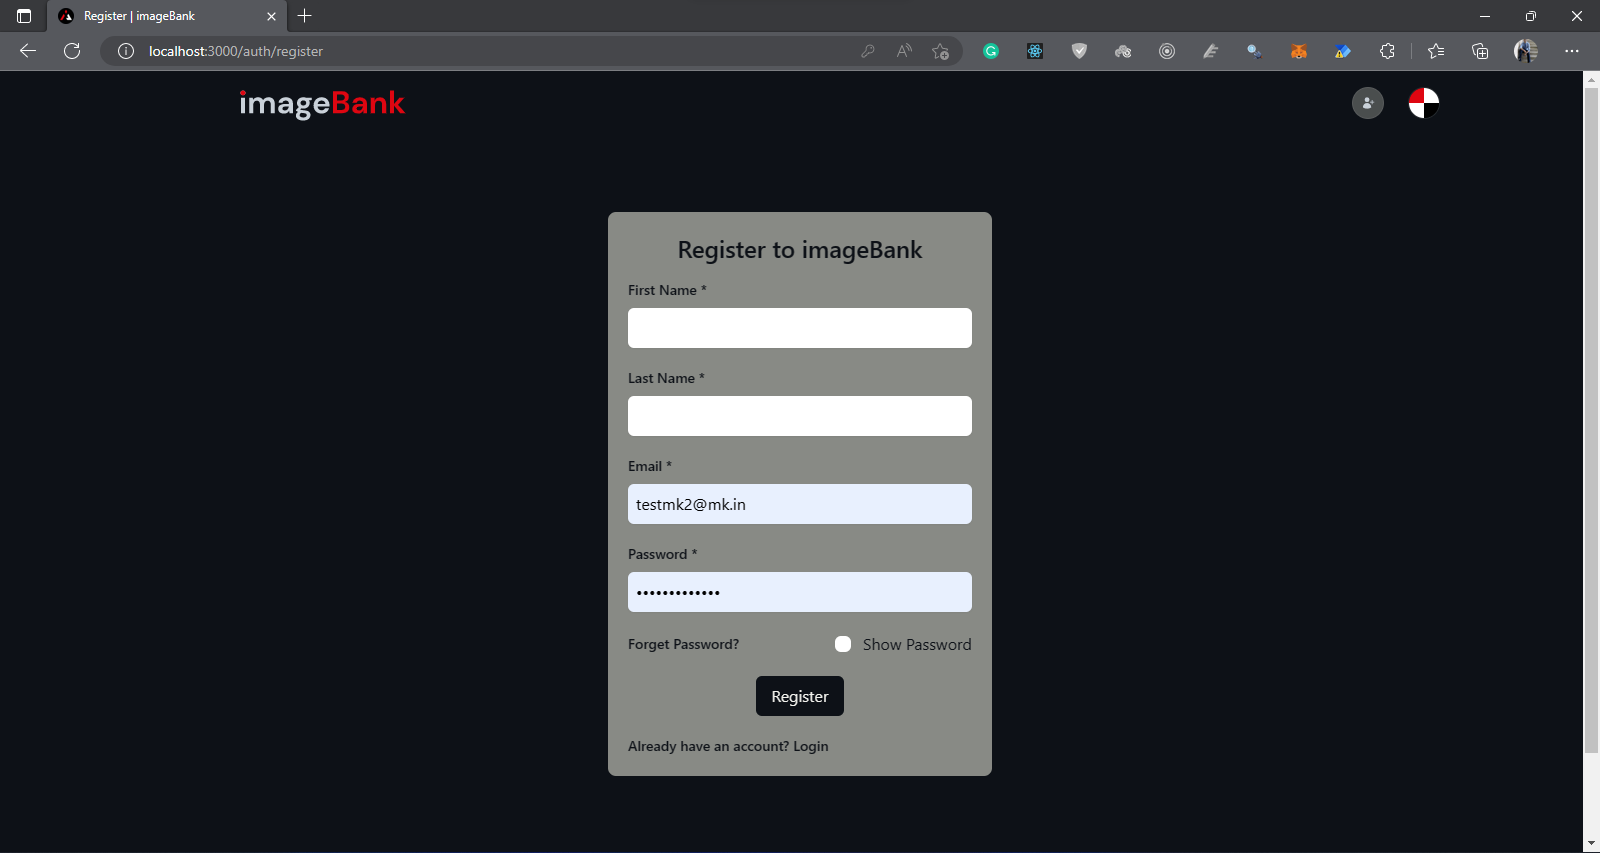 Register | imageBank
localhost:3000/auth/register
imageBank
Register to imageBank
First Name *
Last Name *
Email *
testmk2@mk.in
Password *
•••••••••••••
Forget Password?
Show Password
Register
Already have an account? Login